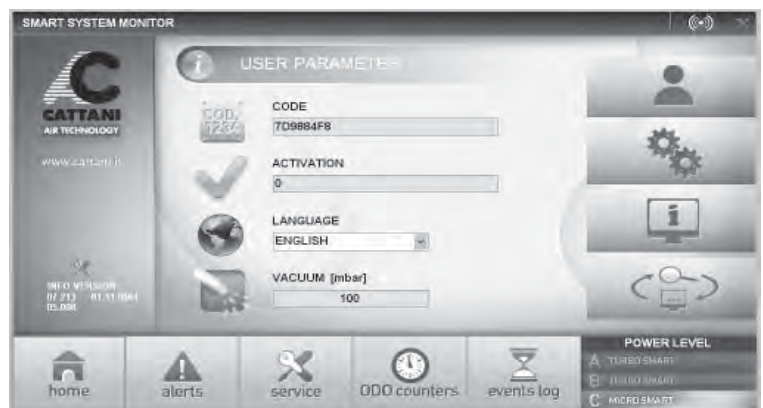 SMART SYSTEM MONITOR
AC
CATTANI
AIR TECHNOLOGY
www.cattani.it
INFO VERSION
USER PARAMETER
COD.
1234
CODE
7D9884F8
ACTIVATION
0
LANGUAGE
ENGLISH
VACUUM [mbar]
100
home
alerts
service
ODO counters
events log
POWER LEVEL
A TURBO SMART
B TURBO SMART
C MICRO SMART